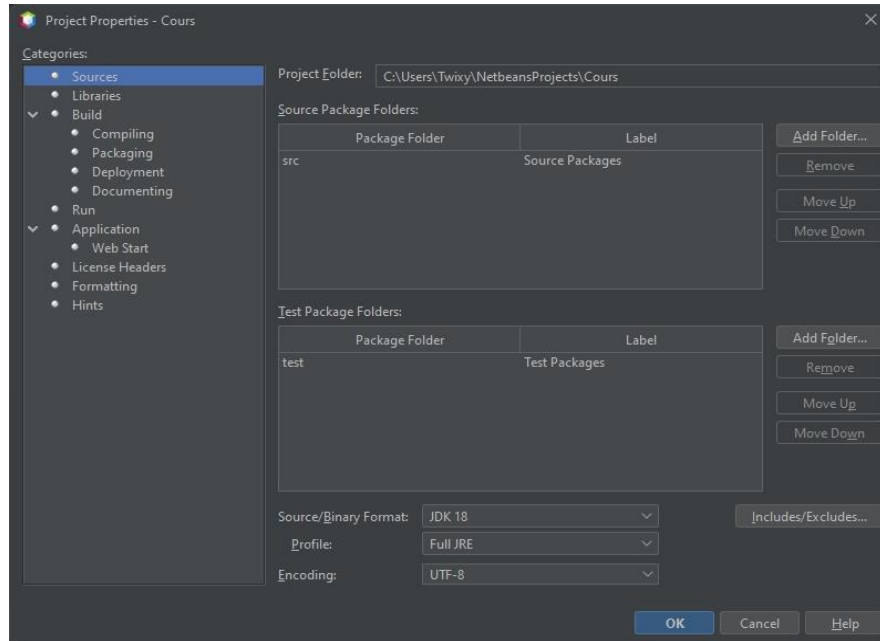 Project Properties - Cours
Categories:
Sources
Libraries
Build
Compiling
Packaging
Deployment
Documenting
Run
Application
Web Start
License Headers
Formatting
Hints
Project Folder: C:\Users\Twixy\NetbeansProjects\Cours
Source Package Folders:
Package Folder Label
src Source Packages
Add Folder...
Remove
Move Up
Move Down
Test Package Folders:
Package Folder Label
test Test Packages
Add Folder...
Remove
Move Up
Move Down
Source/Binary Format: JDK 18
Includes/Excludes...
Profile: Full JRE
Encoding: UTF-8
OK Cancel Help